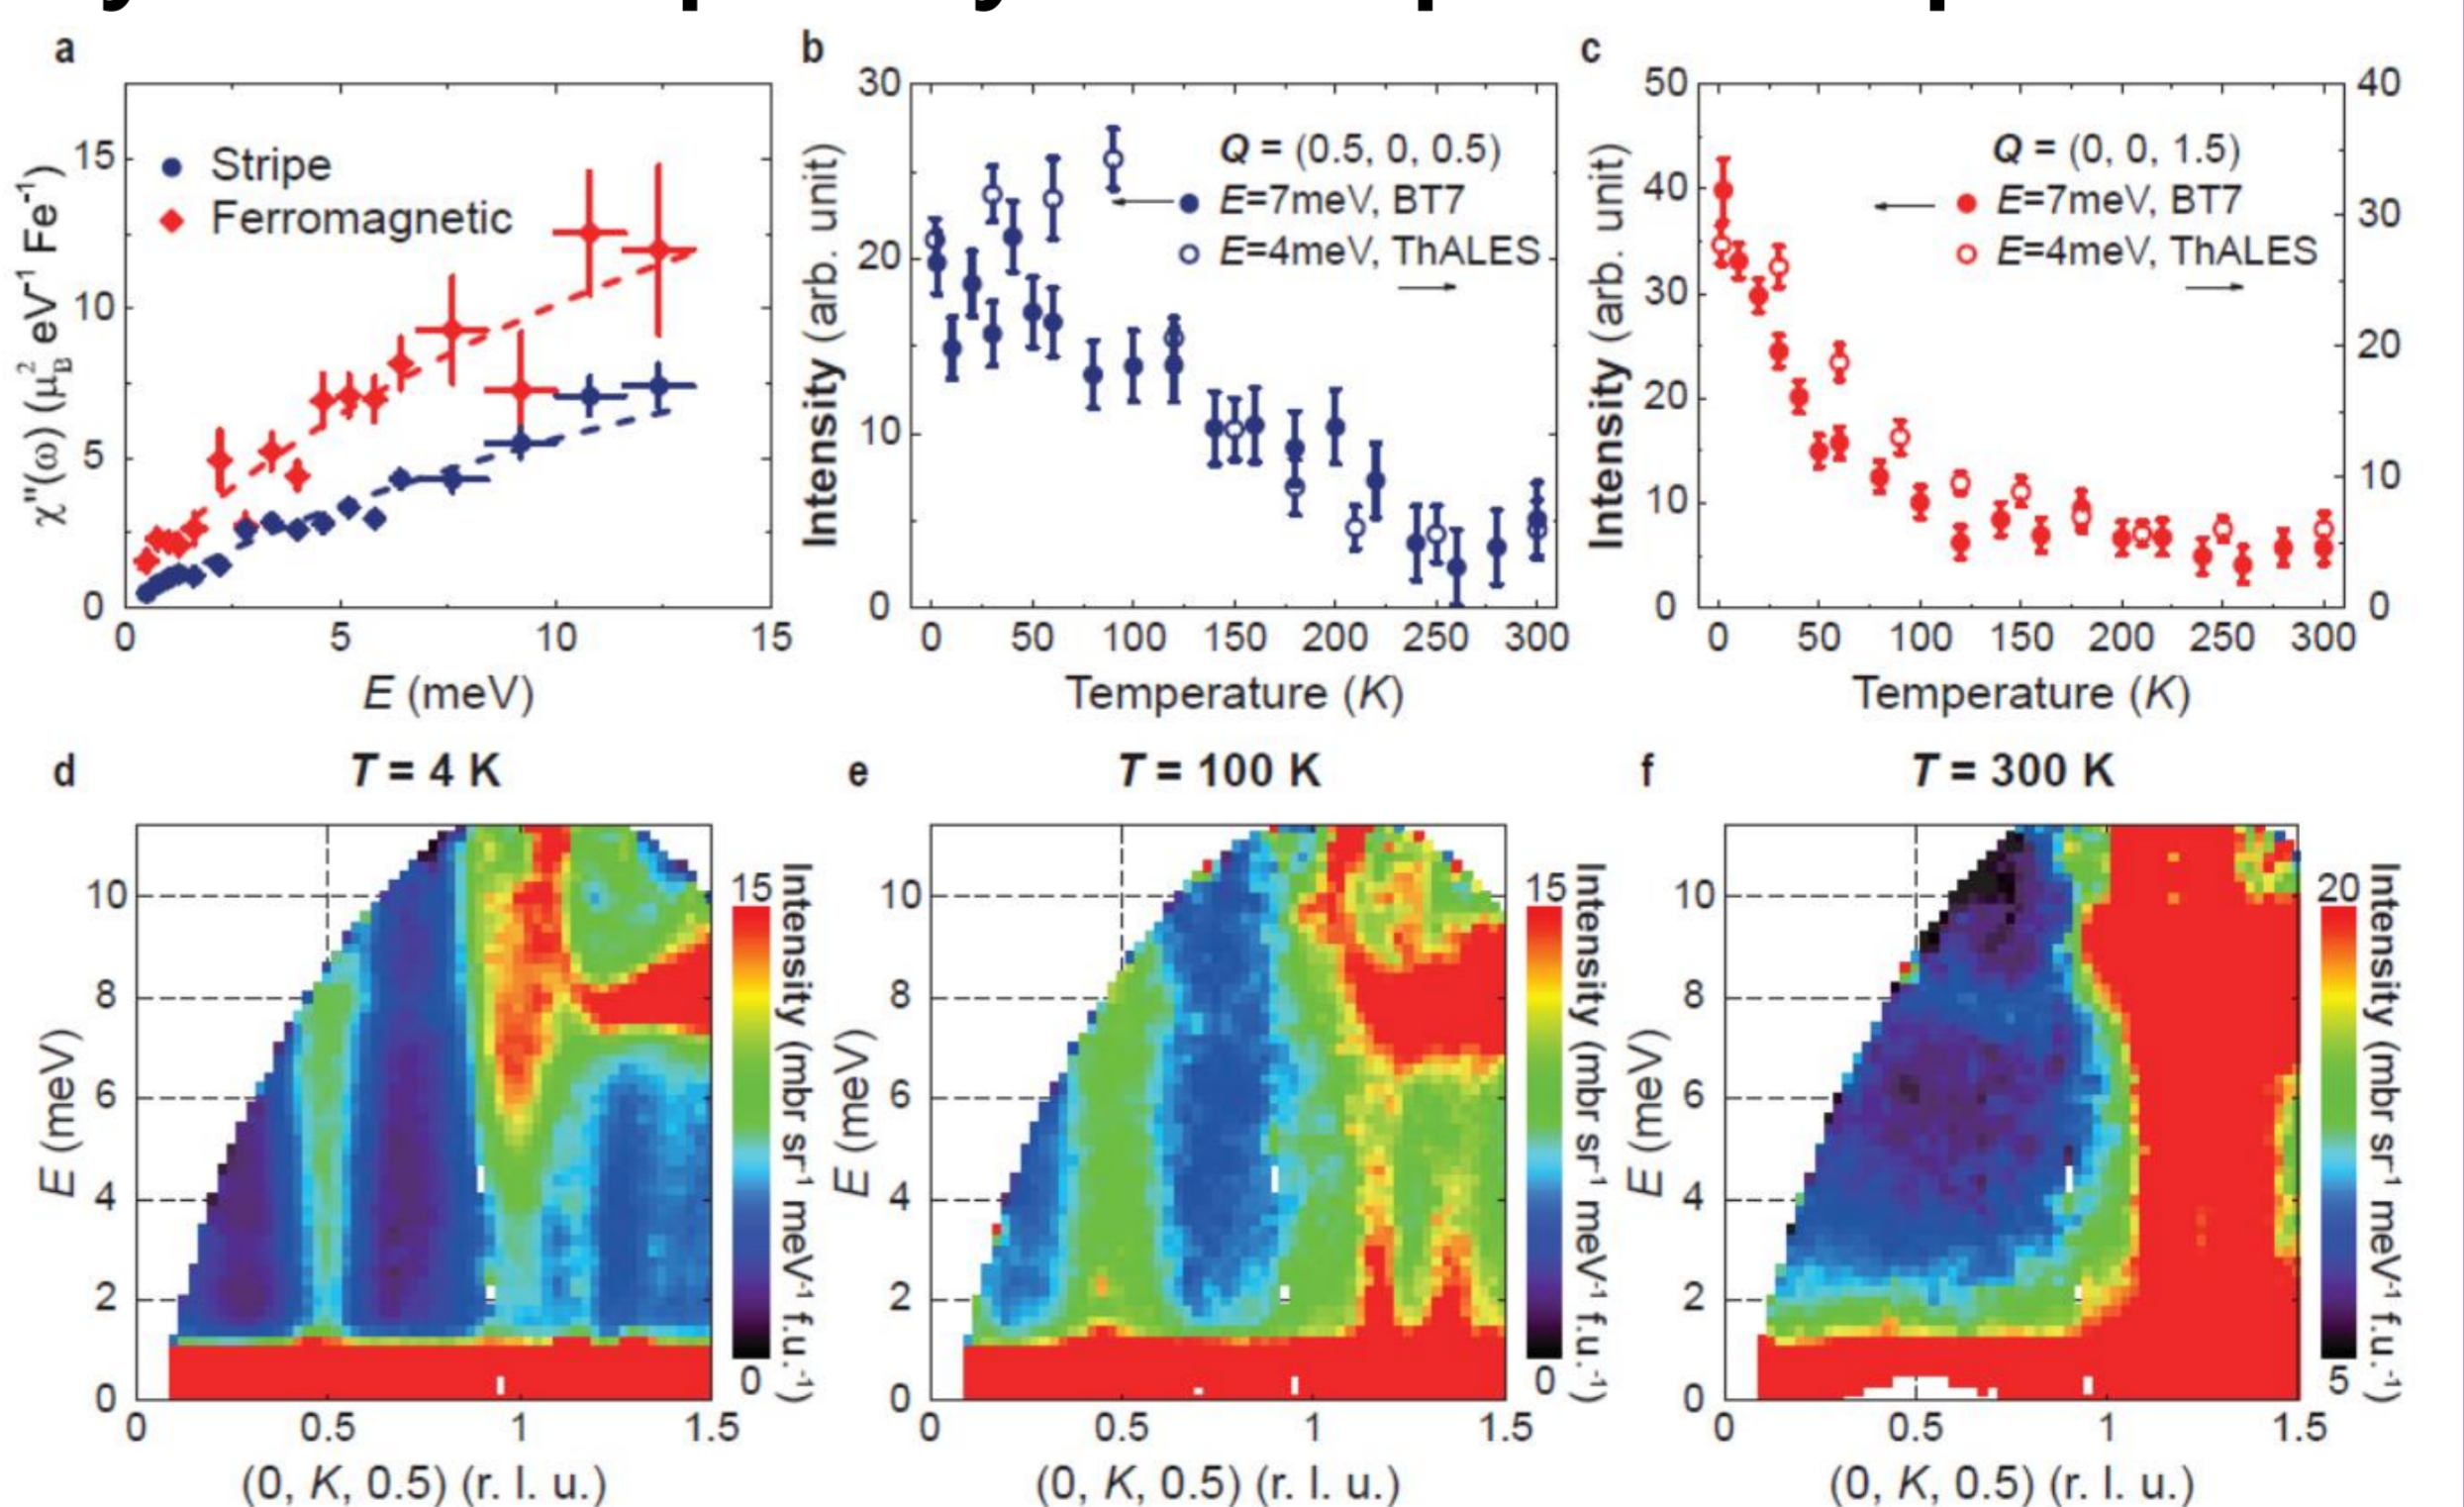 a
15
10
5
0
0 5 10 15
χ''(ω) (μ_B^2 eV^-1 Fe^-1)
Stripe
Ferromagnetic
E (meV)
b
30
20
10
0
0 50 100 150 200 250 300
Intensity (arb. unit)
Q = (0.5, 0, 0.5)
E=7meV, BT7
E=4meV, ThALES
Temperature (K)
c
50
40
30
20
10
0
40
30
20
10
0
0 50 100 150 200 250 300
Intensity (arb. unit)
Q = (0, 0, 1.5)
E=7meV, BT7
E=4meV, ThALES
Temperature (K)
d
T = 4 K
10
8
6
4
2
0
0 0.5 1 1.5
E (meV)
(0, K, 0.5) (r. l. u.)
15
0
Intensity (mbr sr^-1 meV^-1 f.u.^-1)
e
T = 100 K
10
8
6
4
2
0
0 0.5 1 1.5
E (meV)
(0, K, 0.5) (r. l. u.)
15
0
Intensity (mbr sr^-1 meV^-1 f.u.^-1)
f
T = 300 K
10
8
6
4
2
0
0 0.5 1 1.5
E (meV)
(0, K, 0.5) (r. l. u.)
20
5
Intensity (mbr sr^-1 meV^-1 f.u.^-1)